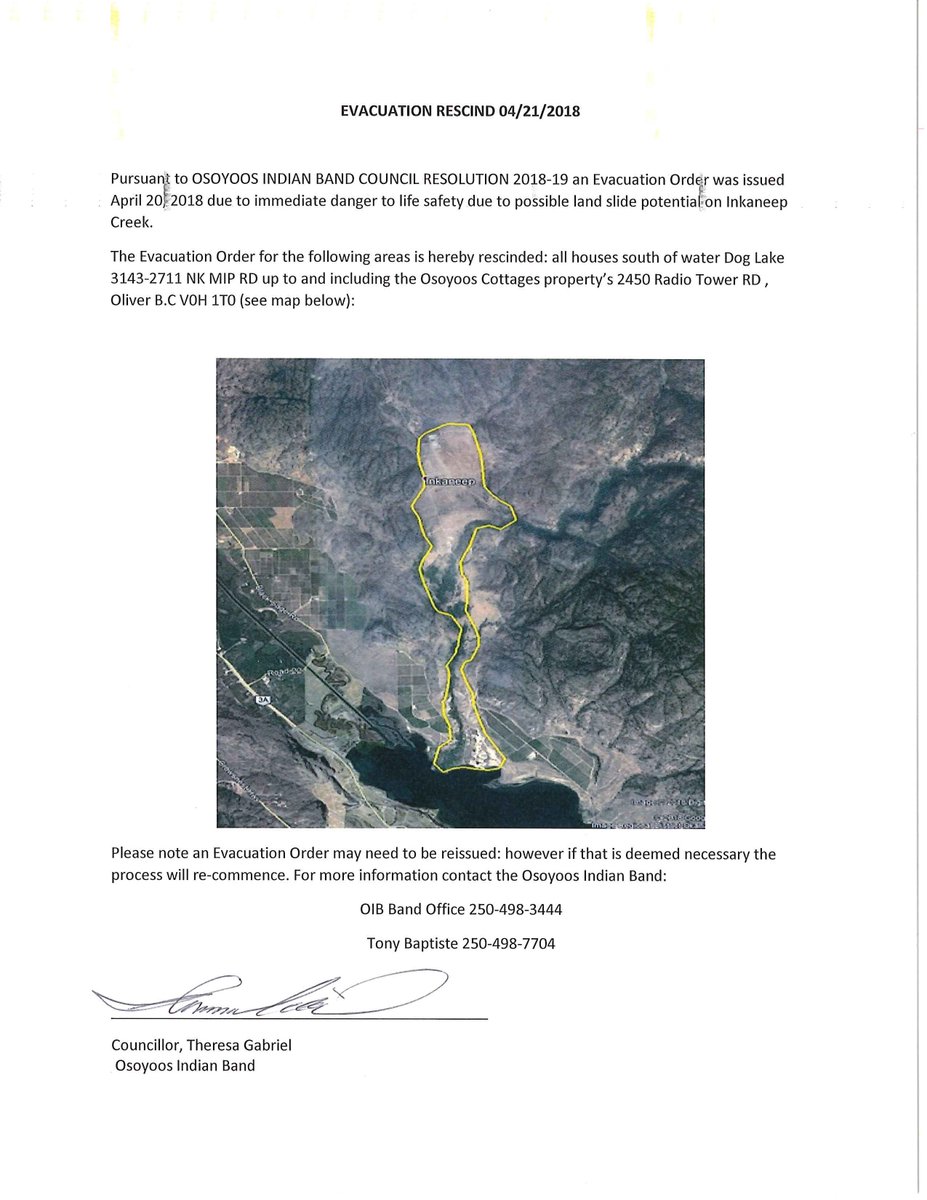 EVACUATION RESCIND 04/21/2018
Pursuant to OSOYOOS INDIAN BAND COUNCIL RESOLUTION 2018-19 an Evacuation Order was issued
April 20, 2018 due to immediate danger to life safety due to possible land slide potential on Inkaneep
Creek.
The Evacuation Order for the following areas is hereby rescinded: all houses south of water Dog Lake
3143-2711 NK MIP RD up to and including the Osoyoos Cottages property's 2450 Radio Tower RD ,
Oliver B.C V0H 1T0 (see map below):
Inkaneep
3A
Please note an Evacuation Order may need to be reissued: however if that is deemed necessary the
process will re-commence. For more information contact the Osoyoos Indian Band:
OIB Band Office 250-498-3444
Tony Baptiste 250-498-7704
Councillor, Theresa Gabriel
Osoyoos Indian Band